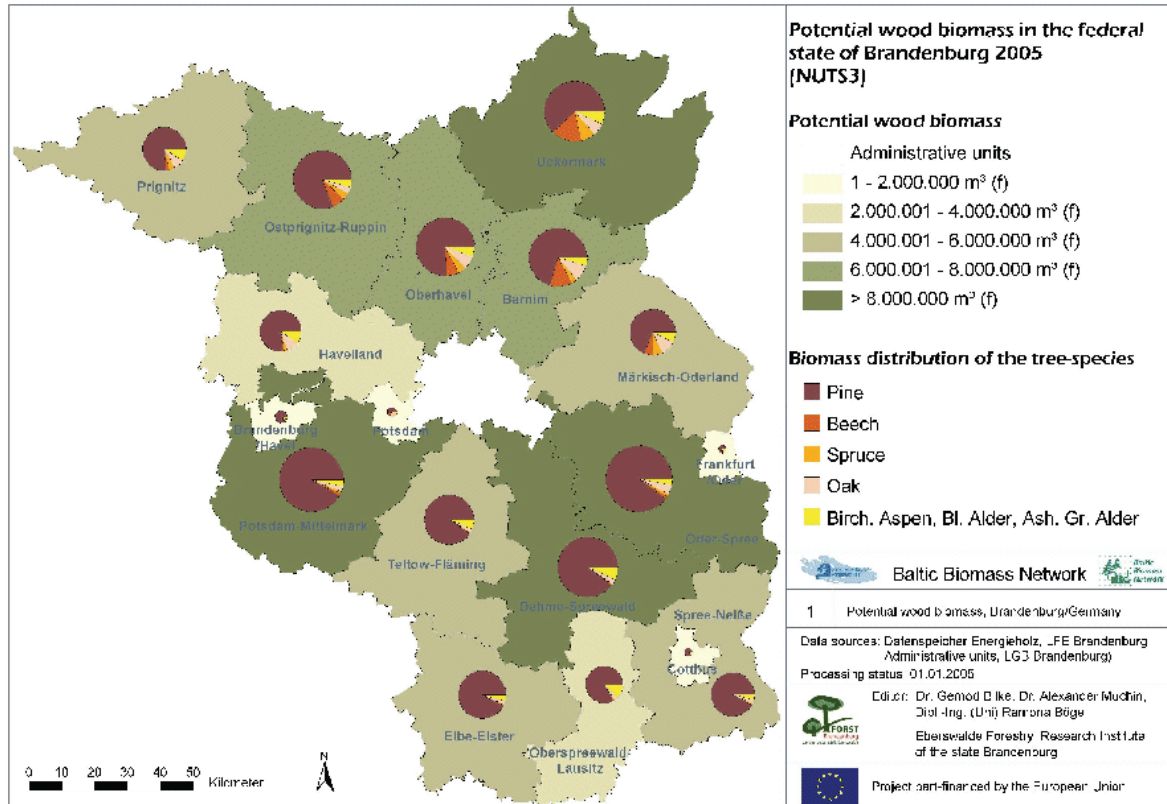 Potential wood biomass in the federal
state of Brandenburg 2005
(NUTS3)
Potential wood biomass
Administrative units
1 - 2.000.000 m³ (f)
2.000.001 - 4.000.000 m³ (f)
4.000.001 - 6.000.000 m³ (f)
6.000.001 - 8.000.000 m³ (f)
> 8.000.000 m³ (f)
Biomass distribution of the tree-species
Pine
Beech
Spruce
Oak
Birch, Aspen, Bl. Alder, Ash, Gr. Alder
Baltic Biomass Network
Baltic
Biomass
Network
1 Potential wood biomass, Brandenburg/Germany
Data sources: Datenspeicher Energieholz, LFE Brandenburg
Administrative units, LGB Brandenburg)
Processing status: 01.01.2005
Editor: Dr. Gernod Bilke, Dr. Alexander Muchin,
Dipl.-Ing. (Uni) Ramona Böge
Eberswalde Forestry Research Institute
of the state Brandenburg
FORST
Project part-financed by the European Union
Uckermark
Prignitz
Ostprignitz-Ruppin
Oberhavel
Barnim
Havelland
Märkisch-Oderland
Brandenburg
/Havel
Potsdam
Frankfurt
/Oder
Potsdam-Mittelmark
Oder-Spree
Teltow-Fläming
Dahme-Spreewald
Spree-Neiße
Cottbus
Elbe-Elster
Oberspreewald-
Lausitz
0 10 20 30 40 50
Kilometer
N